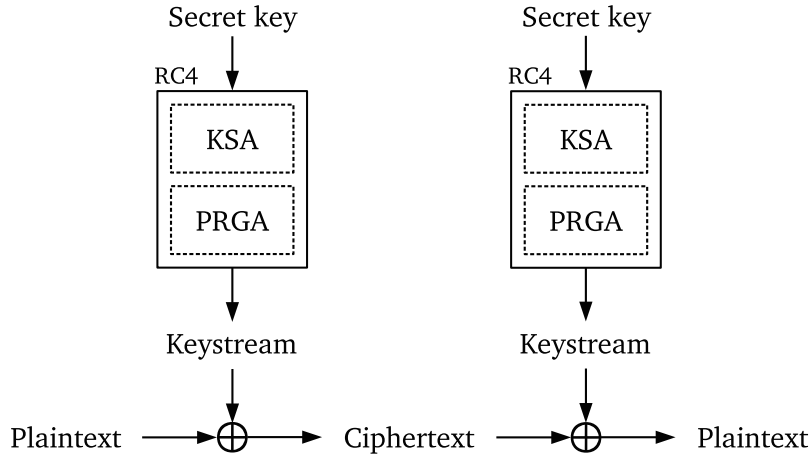 Secret key
Secret key
RC4
RC4
KSA
KSA
PRGA
PRGA
Keystream
Keystream
Plaintext
Ciphertext
Plaintext